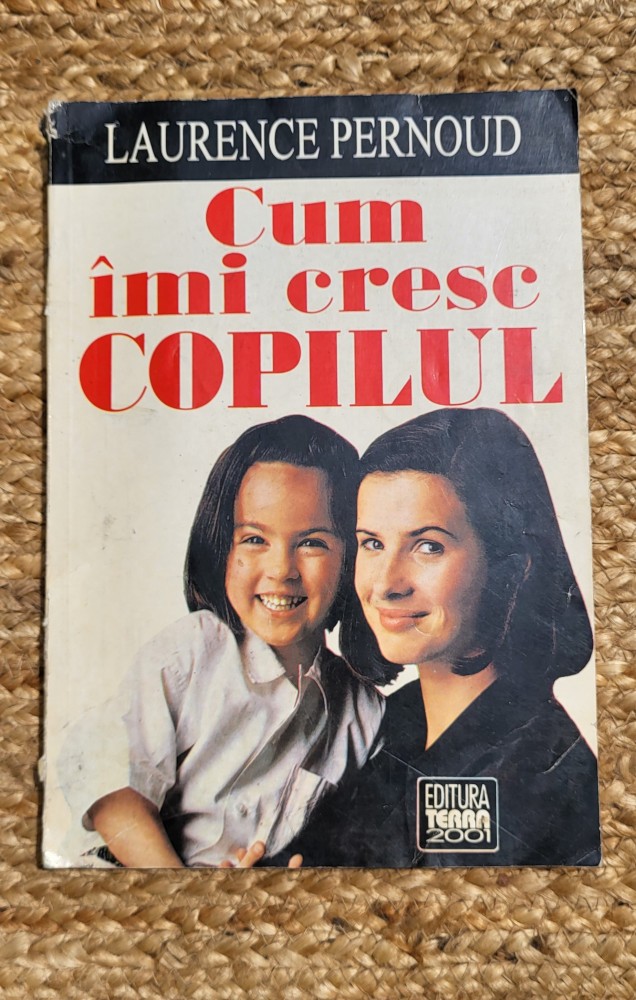 LAURENCE PERNOUD
Cum
îmi cresc
COPILUL
EDITURA
TERRA
2001